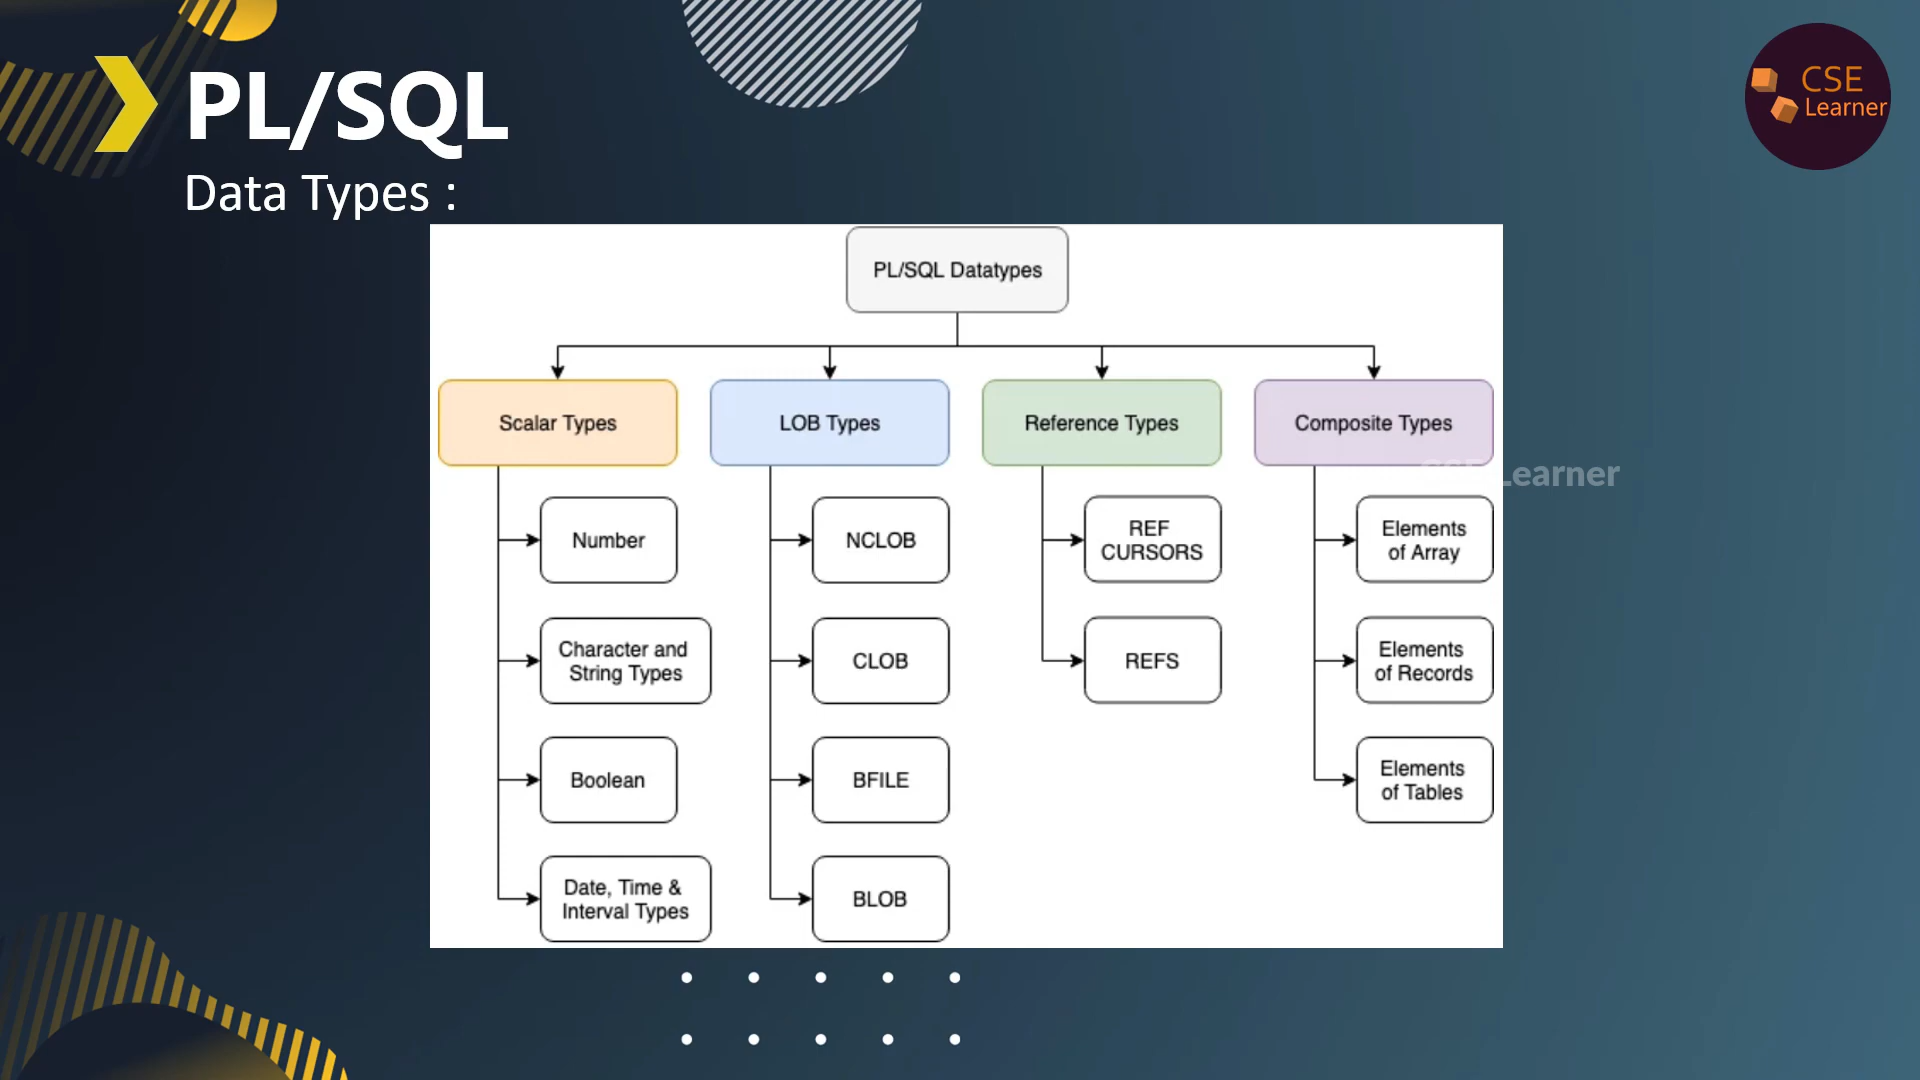 PL/SQL
Data Types :
CSE
Learner
PL/SQL Datatypes
Scalar Types
LOB Types
Reference Types
Composite Types
CSE Learner
Number
NCLOB
REF
CURSORS
Elements
of Array
Character and
String Types
CLOB
REFS
Elements
of Records
Boolean
BFILE
Elements
of Tables
Date, Time &
Interval Types
BLOB